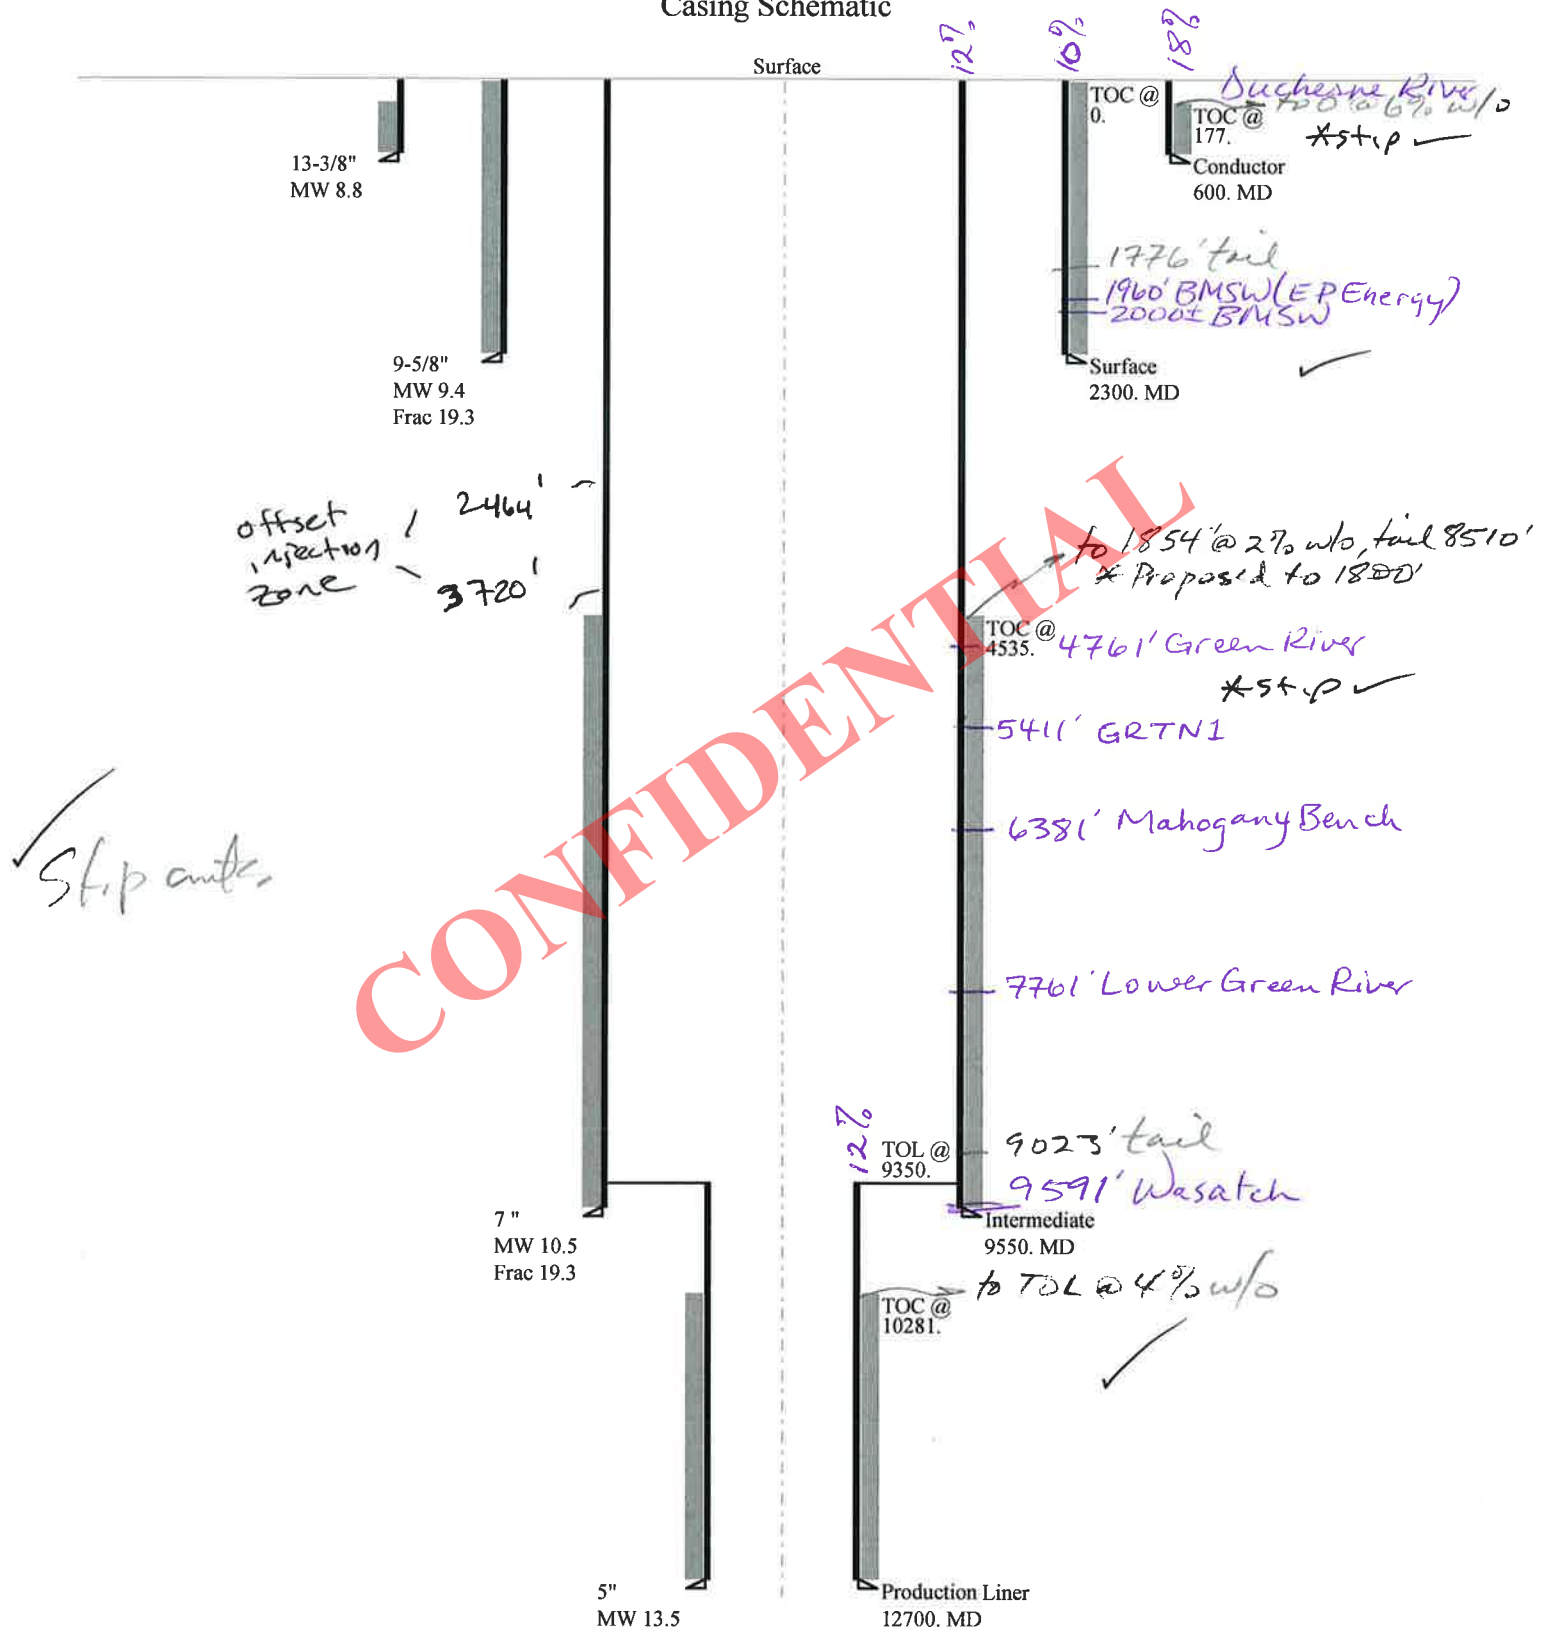 Casing Schematic
12%
10%
18%
Surface
Duchesne River
TOC @
0.
to 0 @ 6% w/o
TOC @
177.
*stip ✓
13-3/8"
MW 8.8
Conductor
600. MD
1776' tail
1960' BMSW (EP Energy)
2000± BMSW
9-5/8"
MW 9.4
Frac 19.3
Surface
2300. MD
✓
offset
injection
zone
2464'
3720'
to 1854' @ 2% w/o, tail 8510'
* Proposed to 1800'
TOC @
4535.
4761' Green River
*stip ✓
5411' GRTN1
6381' Mahogany Bench
✓
Stip
7761' Lower Green River
CONFIDENTIAL
12%
TOL @
9350.
9023' tail
9591' Wasatch
7 "
MW 10.5
Frac 19.3
Intermediate
9550. MD
to TOL @ 4% w/o
TOC @
10281.
✓
5"
MW 13.5
Production Liner
12700. MD